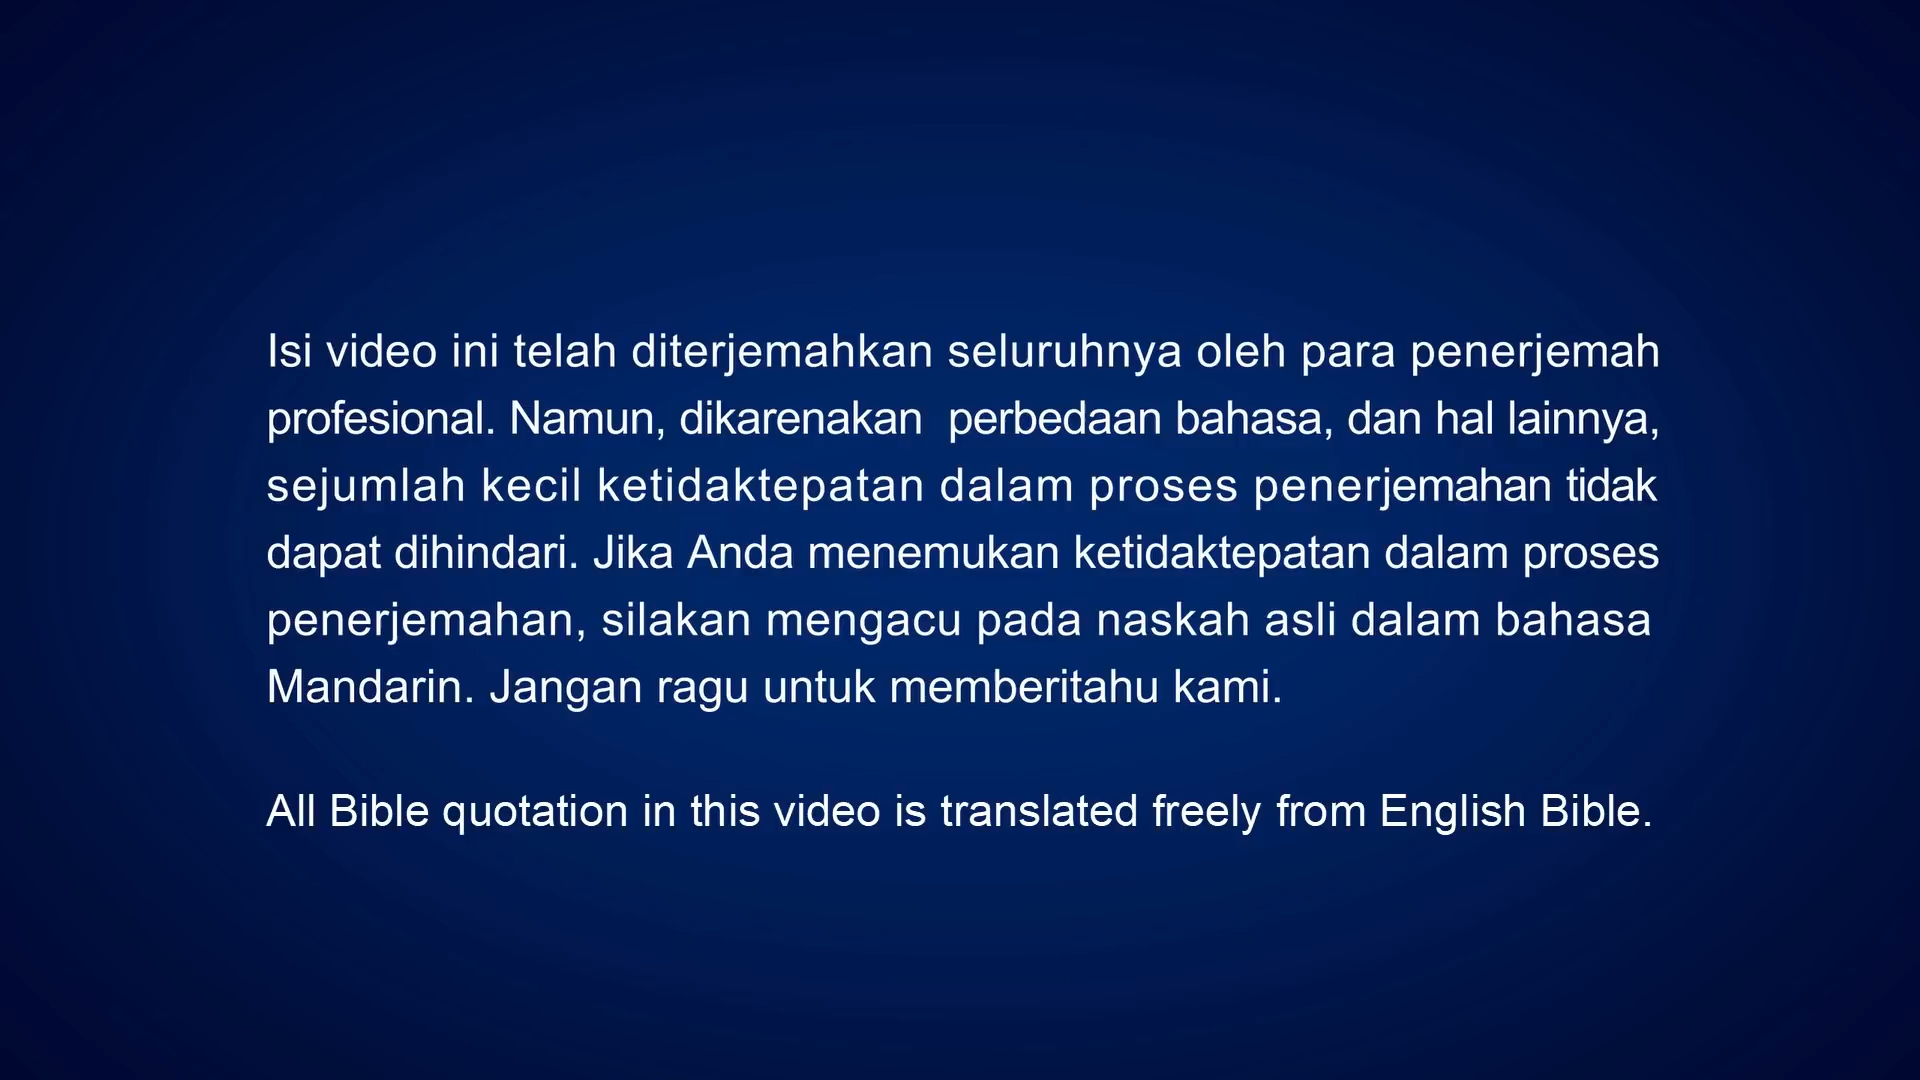 Isi video ini telah diterjemahkan seluruhnya oleh para penerjemah
profesional. Namun, dikarenakan  perbedaan bahasa, dan hal lainnya,
sejumlah kecil ketidaktepatan dalam proses penerjemahan tidak
dapat dihindari. Jika Anda menemukan ketidaktepatan dalam proses
penerjemahan, silakan mengacu pada naskah asli dalam bahasa
Mandarin. Jangan ragu untuk memberitahu kami.
All Bible quotation in this video is translated freely from English Bible.